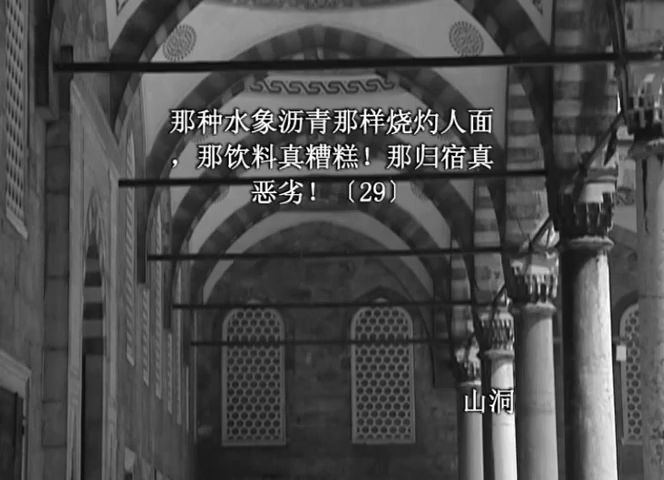 那种水象沥青那样烧灼人面
，那饮料真糟糕！那归宿真
恶劣！〔29〕
山洞